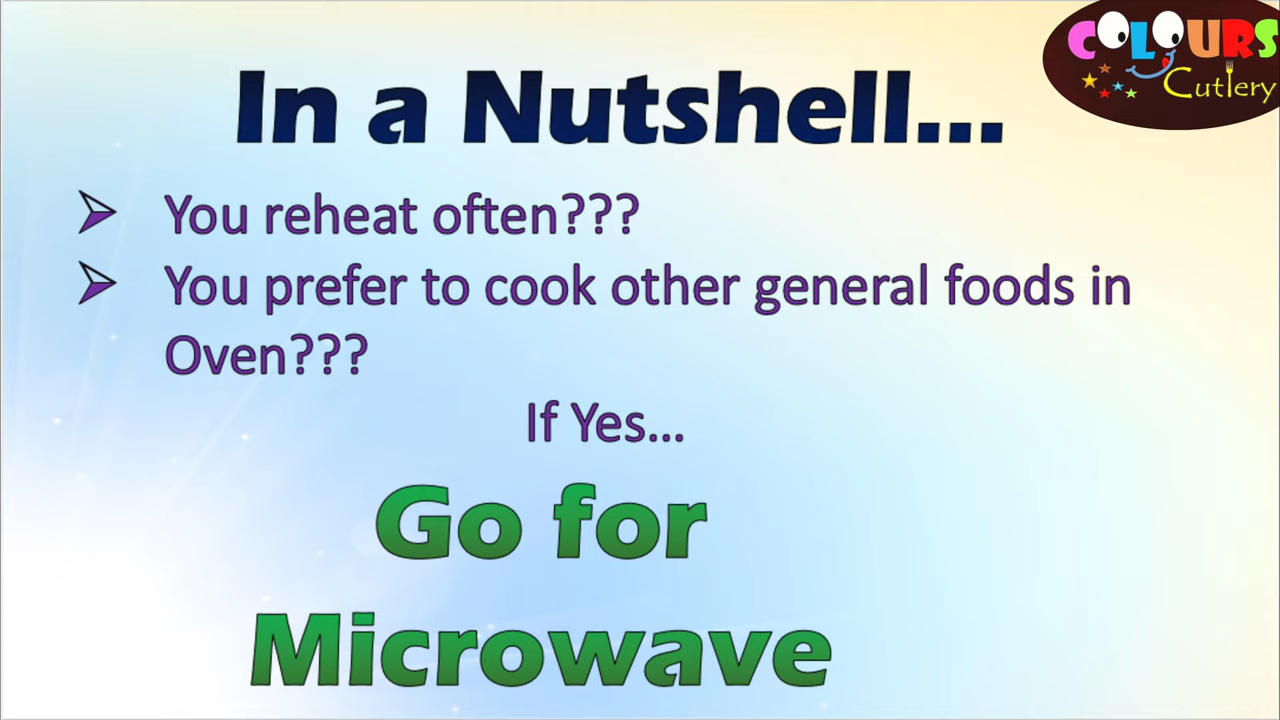 COLOURS
Cutlery
In a Nutshell...
You reheat often???
You prefer to cook other general foods in
Oven???
If Yes...
Go for
Microwave